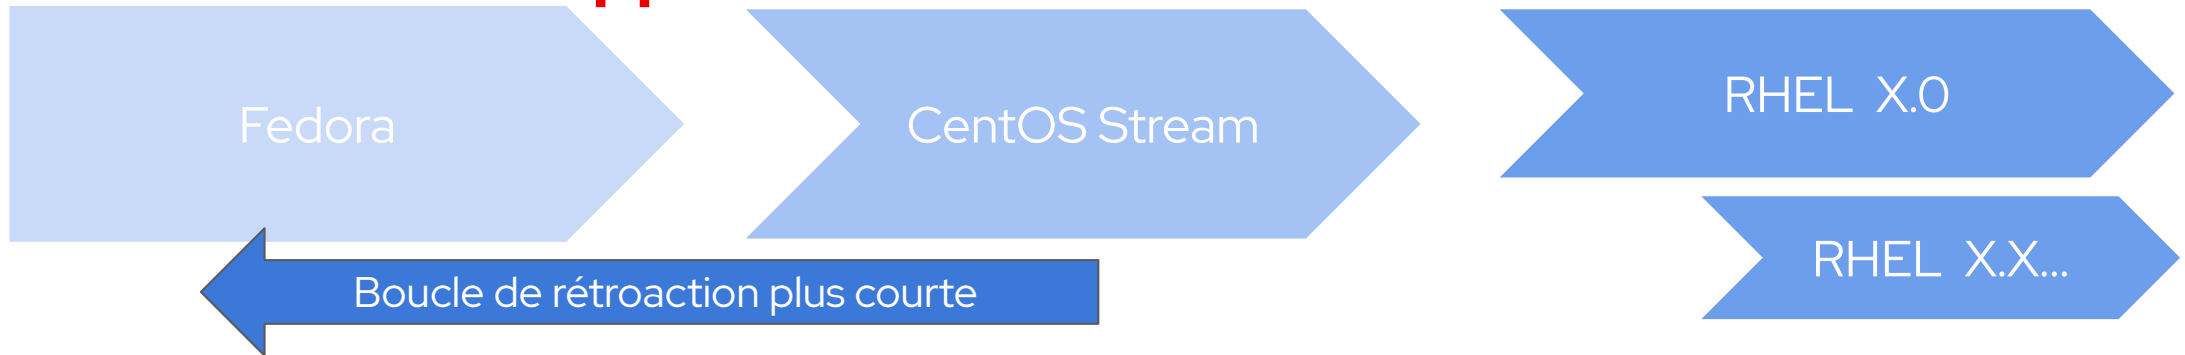 Fedora
CentOS Stream
RHEL X.0
RHEL X.X...
Boucle de rétroaction plus courte